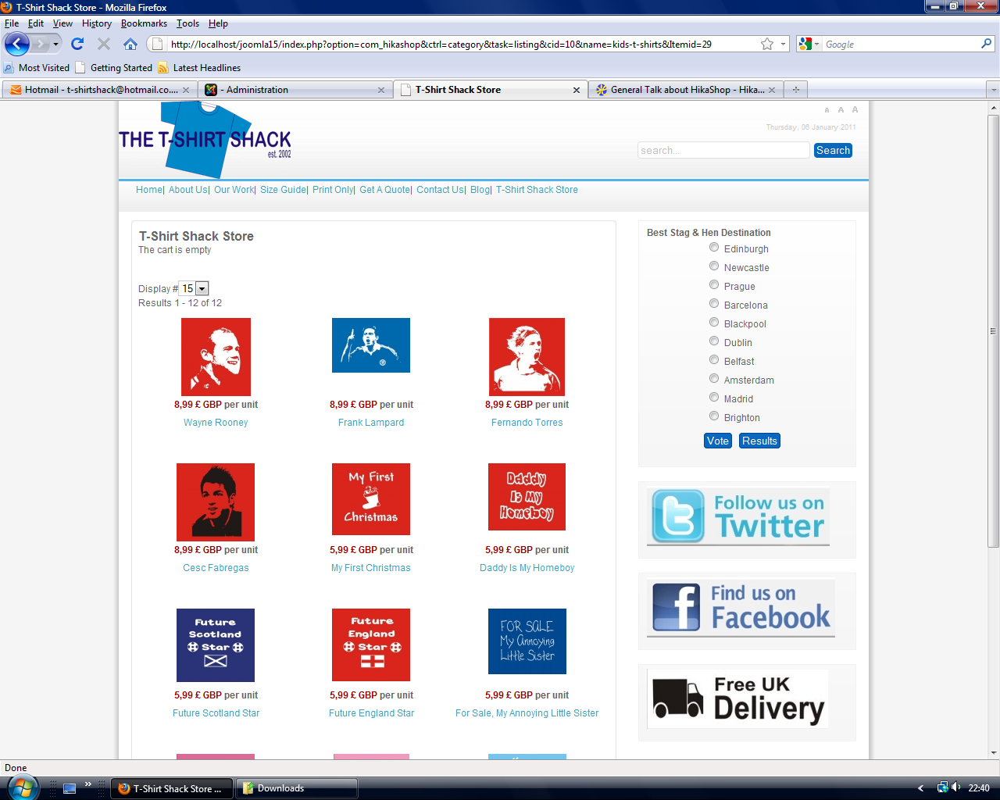 T-Shirt Shack Store - Mozilla Firefox
File Edit View History Bookmarks Tools Help
http://localhost/joomla15/index.php?option=com_hikashop&ctrl=category&task=listing&cid=10&name=kids-t-shirts&Itemid=29
Google
Most Visited Getting Started Latest Headlines
Hotmail - t-shirtshack@hotmail.co....
- Administration
T-Shirt Shack Store
General Talk about HikaShop - Hika...
THE T-SHIRT SHACK
est. 2002
A A A
Thursday, 06 January 2011
search...
Search
Home| About Us| Our Work| Size Guide| Print Only| Get A Quote| Contact Us| Blog| T-Shirt Shack Store
T-Shirt Shack Store
The cart is empty
Display # 15
Results 1 - 12 of 12
8,99 £ GBP per unit
Wayne Rooney
8,99 £ GBP per unit
Frank Lampard
8,99 £ GBP per unit
Fernando Torres
8,99 £ GBP per unit
Cesc Fabregas
My First
Christmas
5,99 £ GBP per unit
My First Christmas
Daddy
Is My
Homeboy
5,99 £ GBP per unit
Daddy Is My Homeboy
Future
Scotland
Star
5,99 £ GBP per unit
Future Scotland Star
Future
England
Star
5,99 £ GBP per unit
Future England Star
FOR SALE
My Annoying
Little Sister
5,99 £ GBP per unit
For Sale, My Annoying Little Sister
Best Stag & Hen Destination
Edinburgh
Newcastle
Prague
Barcelona
Blackpool
Dublin
Belfast
Amsterdam
Madrid
Brighton
Vote Results
Follow us on
Twitter
Find us on
Facebook
Free UK
Delivery
Done
T-Shirt Shack Store ...
Downloads
22:40